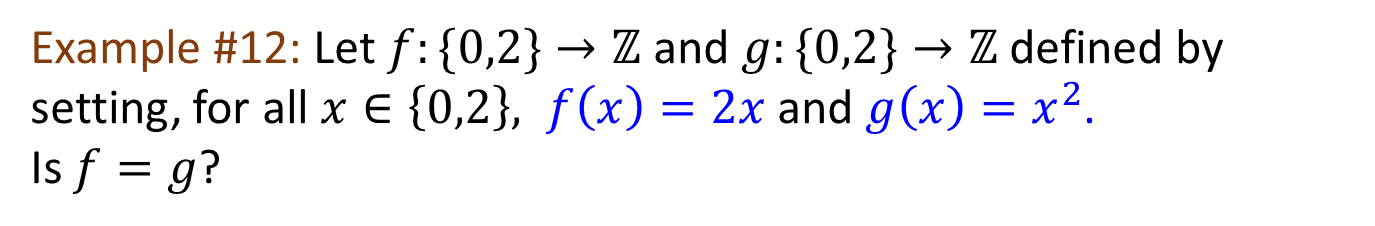 Example #12: Let 𝑓: {0,2} → ℤ and 𝑔: {0,2} → ℤ defined by
setting, for all 𝑥 ∈ {0,2}, 𝑓(𝑥) = 2𝑥 and 𝑔(𝑥) = 𝑥².
Is 𝑓 = 𝑔?